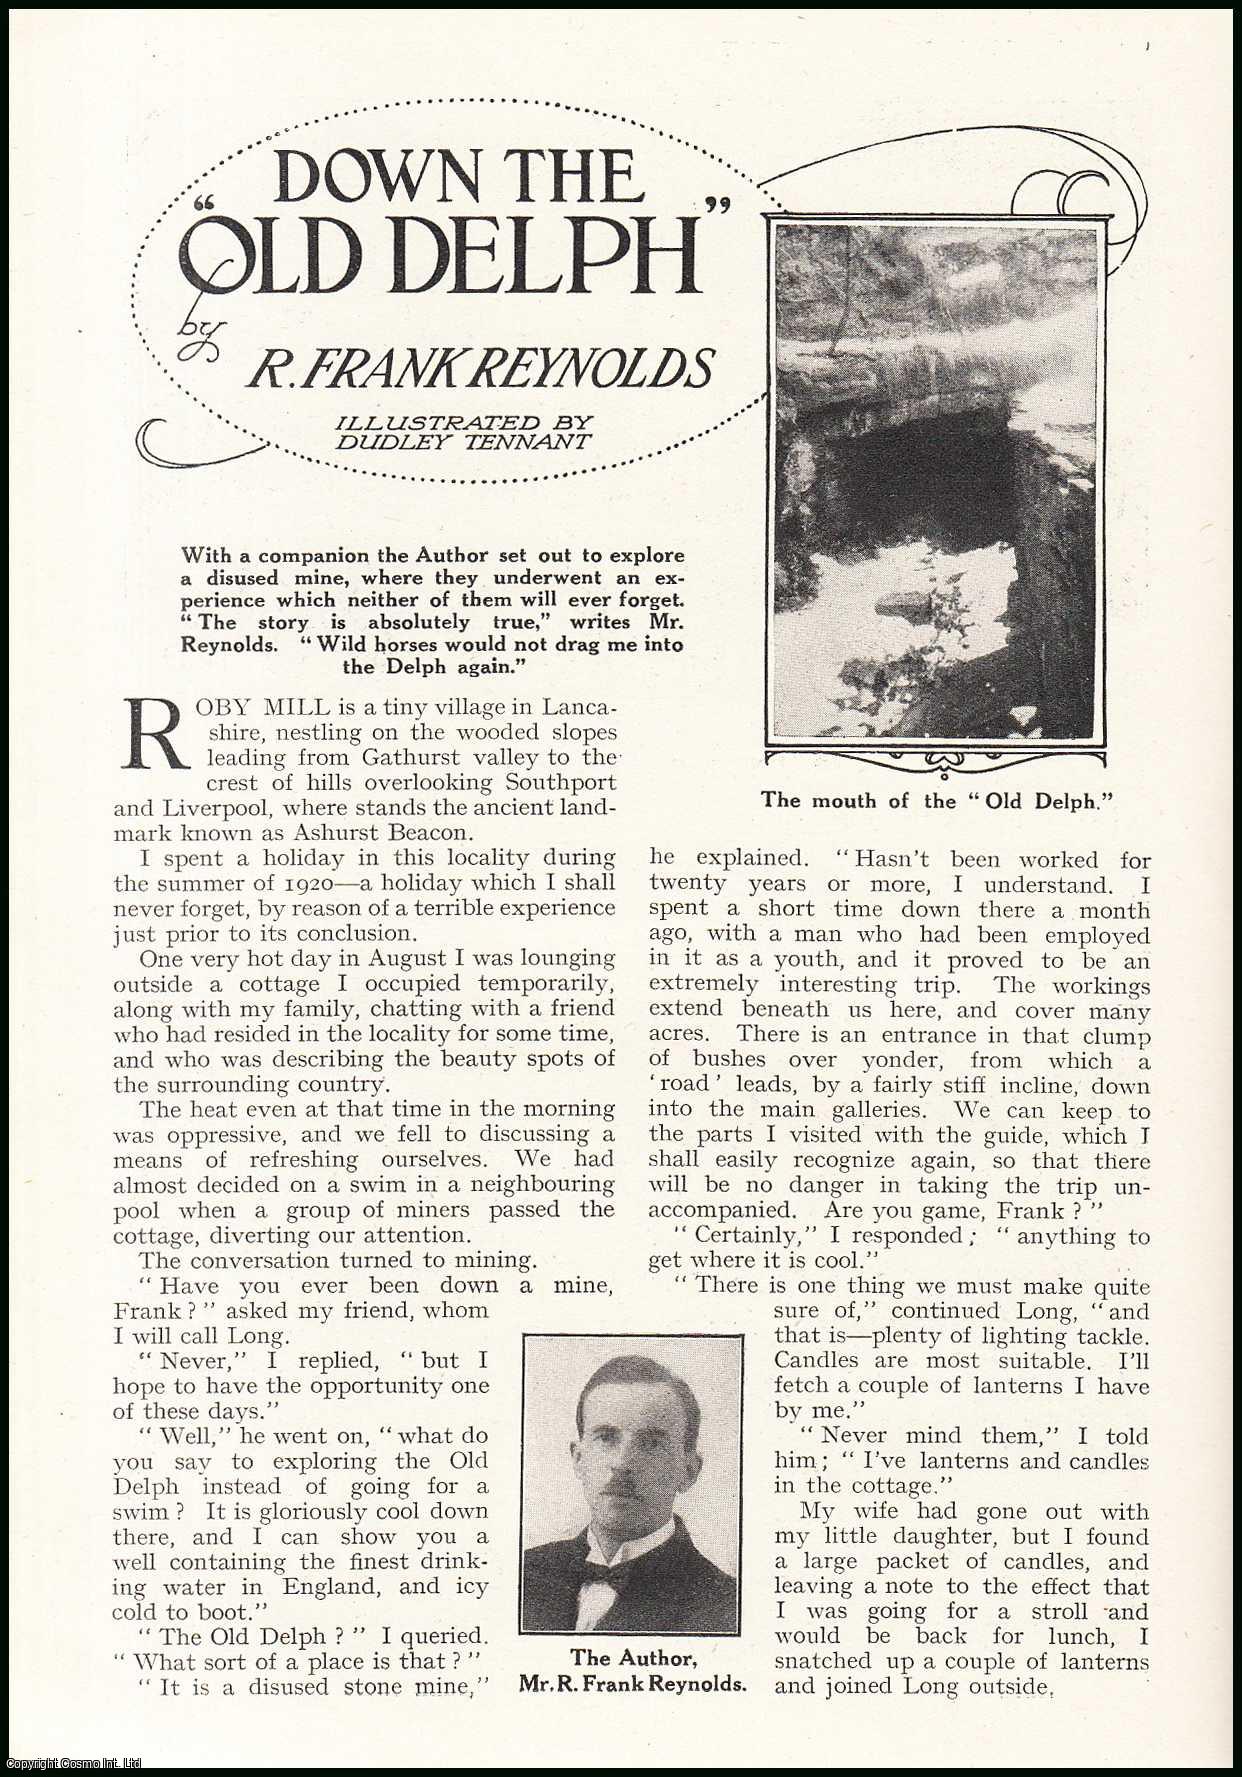 DOWN THE
“OLD DELPH”
by
R. FRANK REYNOLDS
ILLUSTRATED BY
DUDLEY TENNANT
With a companion the Author set out to explore
a disused mine, where they underwent an ex-
perience which neither of them will ever forget.
“The story is absolutely true,” writes Mr.
Reynolds. “Wild horses would not drag me into
the Delph again.”
The mouth of the “Old Delph.”
ROBY MILL is a tiny village in Lanca-
shire, nestling on the wooded slopes
leading from Gathurst valley to the
crest of hills overlooking Southport
and Liverpool, where stands the ancient land-
mark known as Ashurst Beacon.
I spent a holiday in this locality during
the summer of 1920—a holiday which I shall
never forget, by reason of a terrible experience
just prior to its conclusion.
One very hot day in August I was lounging
outside a cottage I occupied temporarily,
along with my family, chatting with a friend
who had resided in the locality for some time,
and who was describing the beauty spots of
the surrounding country.
The heat even at that time in the morning
was oppressive, and we fell to discussing a
means of refreshing ourselves. We had
almost decided on a swim in a neighbouring
pool when a group of miners passed the
cottage, diverting our attention.
The conversation turned to mining.
“Have you ever been down a mine,
Frank?” asked my friend, whom
I will call Long.
“Never,” I replied, “but I
hope to have the opportunity one
of these days.”
“Well,” he went on, “what do
you say to exploring the Old
Delph instead of going for a
swim? It is gloriously cool down
there, and I can show you a
well containing the finest drink-
ing water in England, and icy
cold to boot.”
“The Old Delph?” I queried.
“What sort of a place is that?”
“It is a disused stone mine,”
The Author,
Mr. R. Frank Reynolds.
he explained. “Hasn't been worked for
twenty years or more, I understand. I
spent a short time down there a month
ago, with a man who had been employed
in it as a youth, and it proved to be an
extremely interesting trip. The workings
extend beneath us here, and cover many
acres. There is an entrance in that clump
of bushes over yonder, from which a
‘road’ leads, by a fairly stiff incline, down
into the main galleries. We can keep to
the parts I visited with the guide, which I
shall easily recognize again, so that there
will be no danger in taking the trip un-
accompanied. Are you game, Frank?”
“Certainly,” I responded; “anything to
get where it is cool.”
“There is one thing we must make quite
sure of,” continued Long, “and
that is—plenty of lighting tackle.
Candles are most suitable. I'll
fetch a couple of lanterns I have
by me.”
“Never mind them,” I told
him; “I've lanterns and candles
in the cottage.”
My wife had gone out with
my little daughter, but I found
a large packet of candles, and
leaving a note to the effect that
I was going for a stroll and
would be back for lunch, I
snatched up a couple of lanterns
and joined Long outside.
Copyright Cosmo Int. Ltd